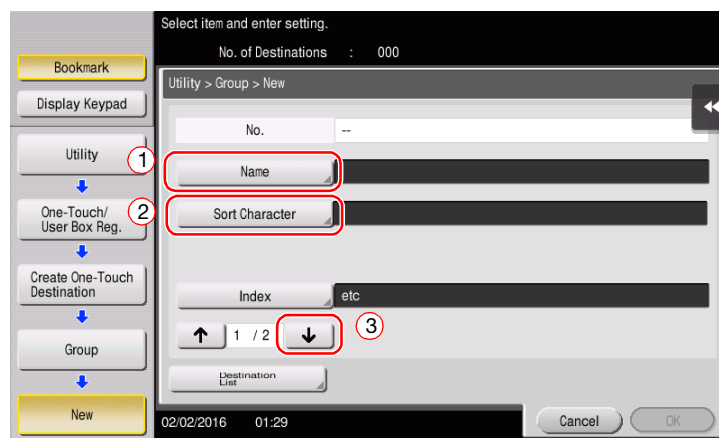 Select item and enter setting.
No. of Destinations : 000
Bookmark
Display Keypad
Utility
One-Touch/
User Box Reg.
Create One-Touch
Destination
Group
New
Utility > Group > New
No. --
1
Name
2
Sort Character
Index etc
1 / 2
3
Destination
List
02/02/2016 01:29
Cancel
OK